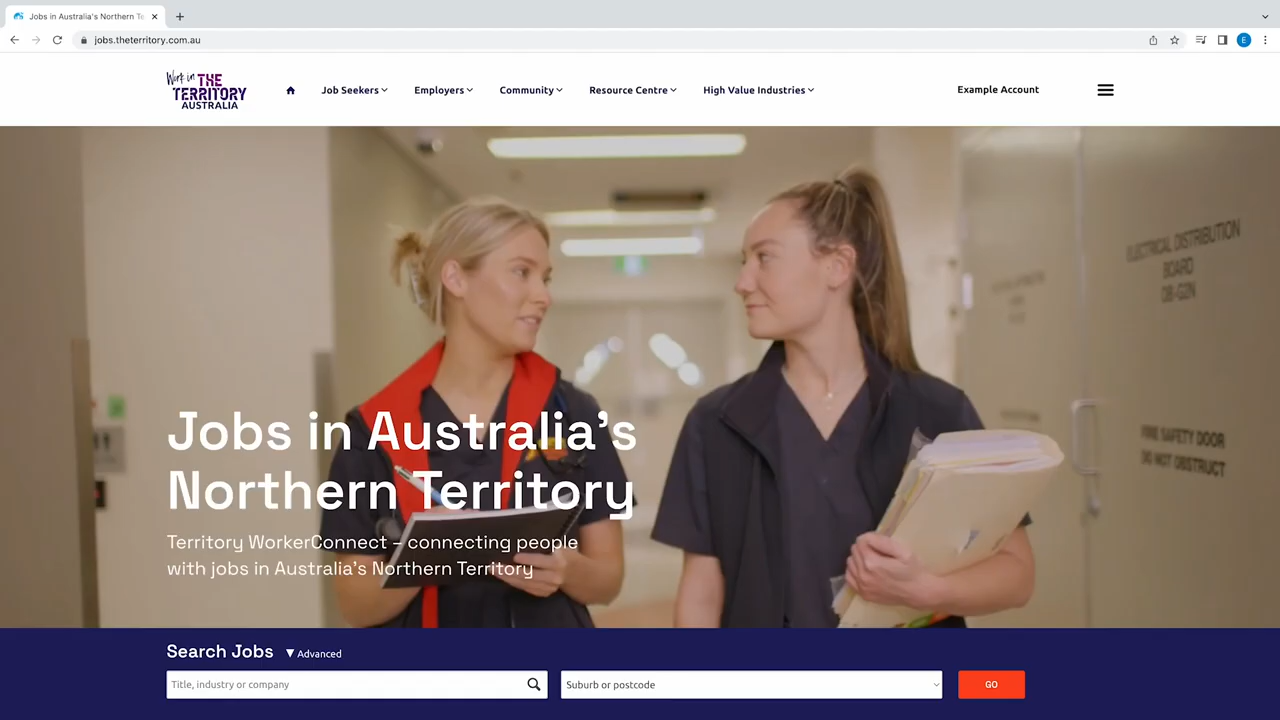 Jobs in Australia's Northern Te
jobs.theterritory.com.au
E
Work in THE
TERRITORY
AUSTRALIA
Job Seekers
Employers
Community
Resource Centre
High Value Industries
Example Account
ELECTRICAL DISTRIBUTION
BOARD
DB-G2N
FIRE SAFETY DOOR
DO NOT OBSTRUCT
Jobs in Australia's
Northern Territory
Territory WorkerConnect – connecting people
with jobs in Australia's Northern Territory
Search Jobs
Advanced
Title, industry or company
Suburb or postcode
GO